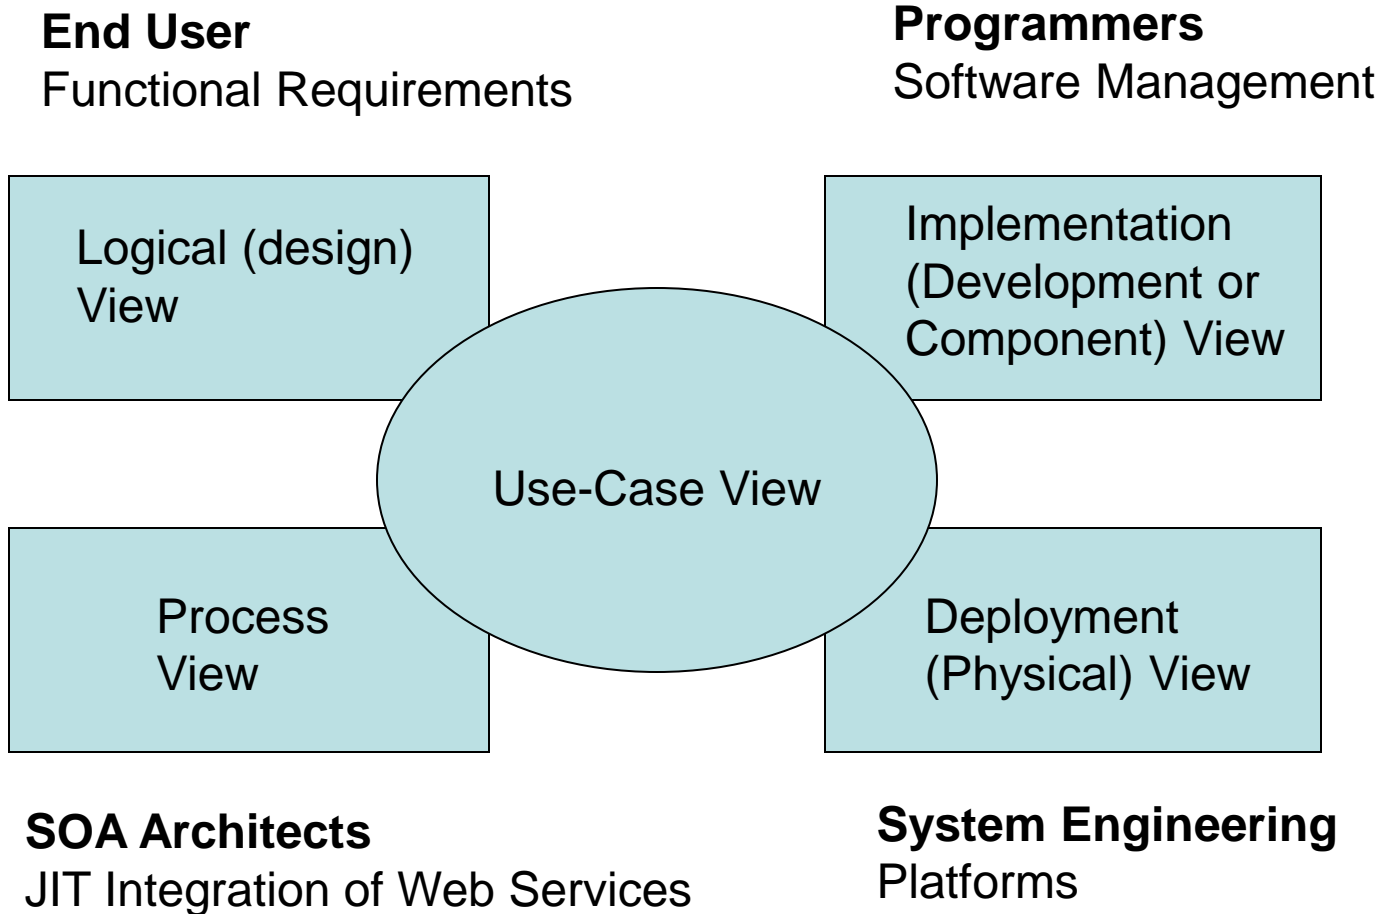 End User
Functional Requirements
Programmers
Software Management
Logical (design)
View
Implementation
(Development or
Component) View
Use-Case View
Process
View
Deployment
(Physical) View
SOA Architects
JIT Integration of Web Services
System Engineering
Platforms